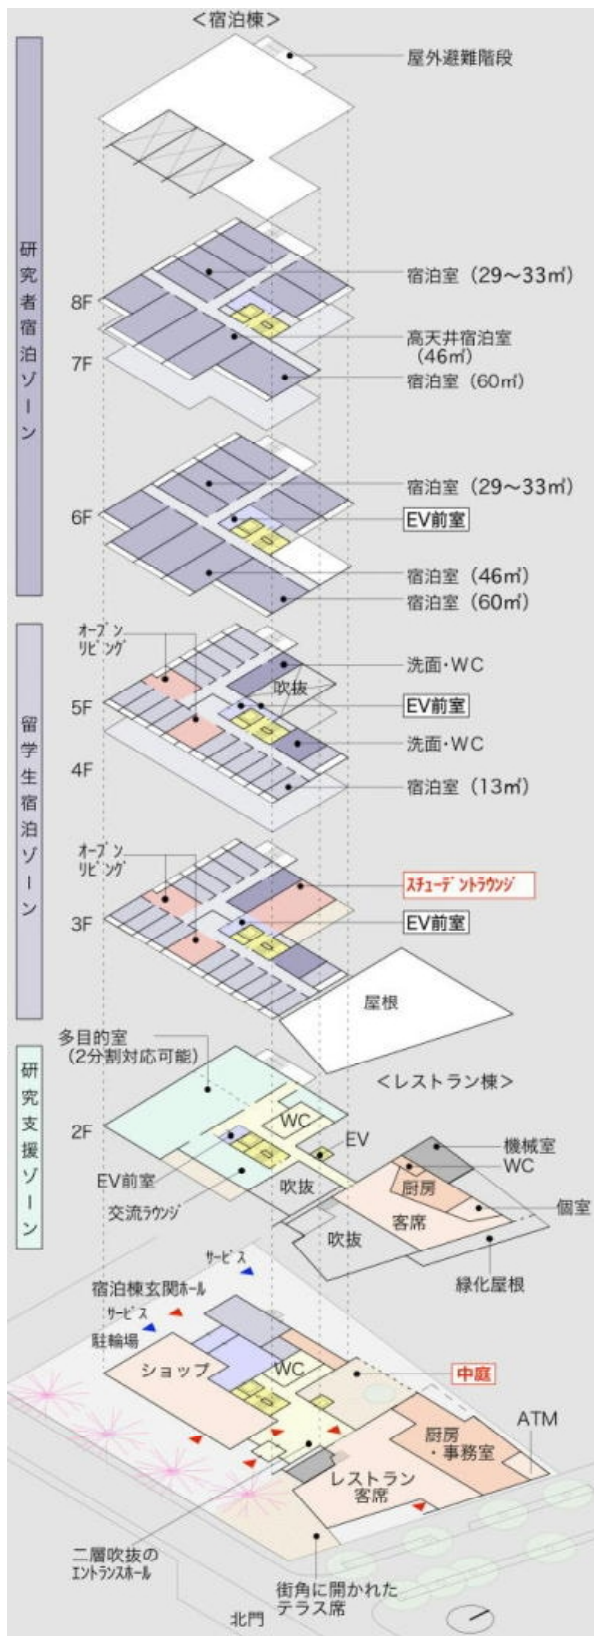 ＜宿泊棟＞
屋外避難階段
研究者宿泊ゾーン
8F
宿泊室（29〜33㎡）
高天井宿泊室
（46㎡）
7F
宿泊室（60㎡）
宿泊室（29〜33㎡）
6F
EV前室
宿泊室（46㎡）
宿泊室（60㎡）
留学生宿泊ゾーン
オープン
リビング
洗面・WC
吹抜
5F
EV前室
洗面・WC
4F
宿泊室（13㎡）
オープン
リビング
スチューデントラウンジ
3F
EV前室
屋根
研究支援ゾーン
多目的室
（2分割対応可能）
＜レストラン棟＞
2F
WC
EV
機械室
WC
EV前室
吹抜
厨房
個室
交流ラウンジ
客席
吹抜
緑化屋根
サービス
宿泊棟玄関ホール
サービス
駐輪場
ショップ
WC
中庭
厨房
・事務室
ATM
レストラン
客席
二層吹抜の
エントランスホール
街角に開かれた
テラス席
北門